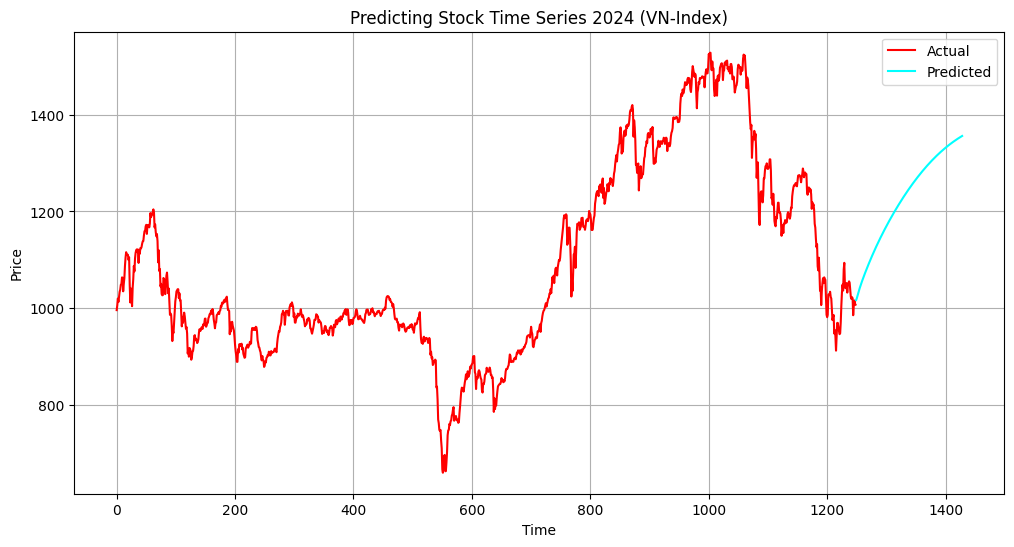 Predicting Stock Time Series 2024 (VN-Index)
Actual
Predicted
Price
1400
1200
1000
800
0 200 400 600 800 1000 1200 1400
Time